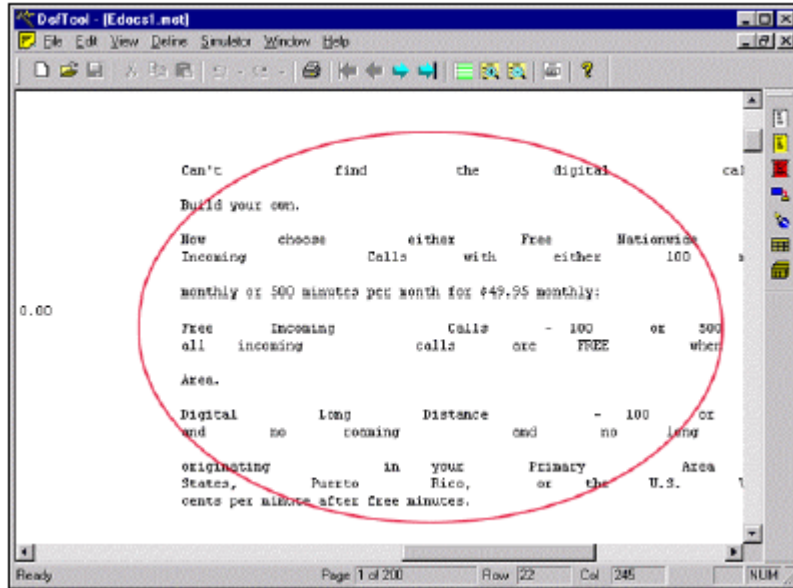 DefTool - [Edocs1.mot]
File Edit View Define Simulator Window Help
Can't find the digital cal
Build your own.
Now choose either Free Nationwide
Incoming Calls with either 100
monthly or 500 minutes per month for $49.95 monthly:
0.00
Free Incoming Calls - 100 or 500
all incoming calls are FREE when
Area.
Digital Long Distance - 100 or
and no roaming and no long
originating in your Primary Area
States, Puerto Rico, or the U.S.
cents per minute after free minutes.
Ready Page 1 of 200 Row 22 Col 245 NUM